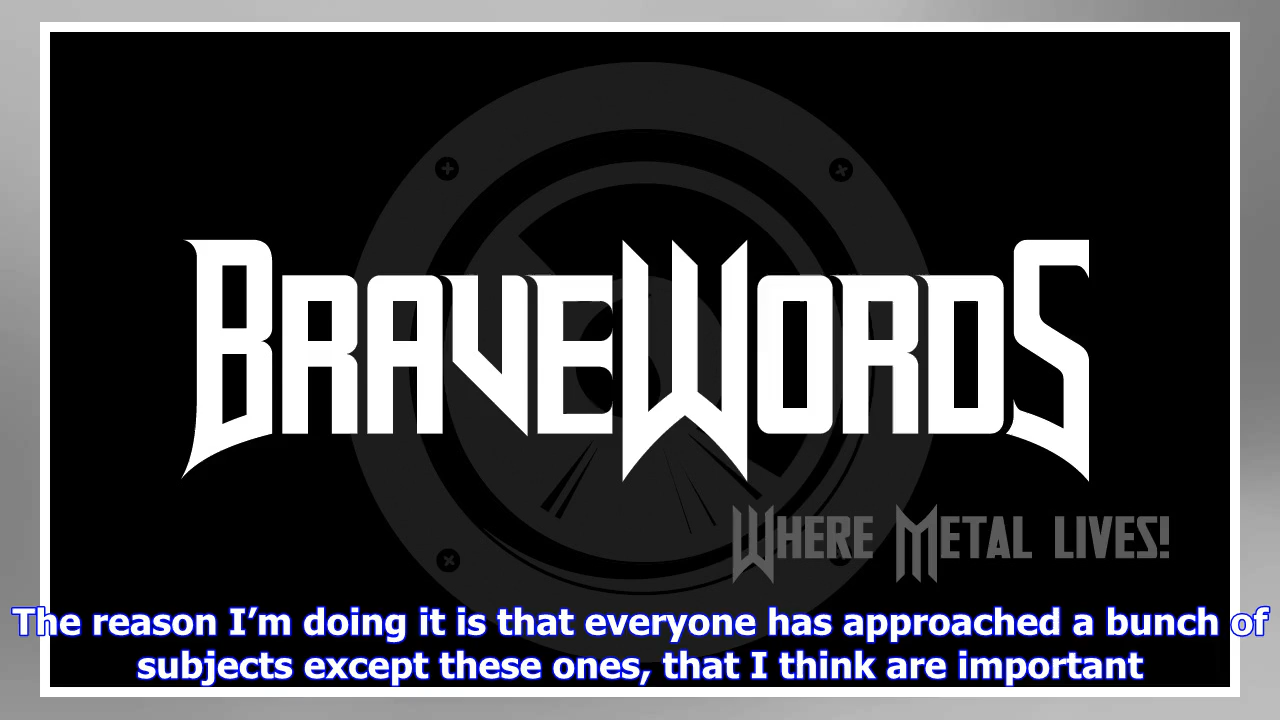 BRAVEWORDS
WHERE METAL LIVES!
The reason I’m doing it is that everyone has approached a bunch of
subjects except these ones, that I think are important